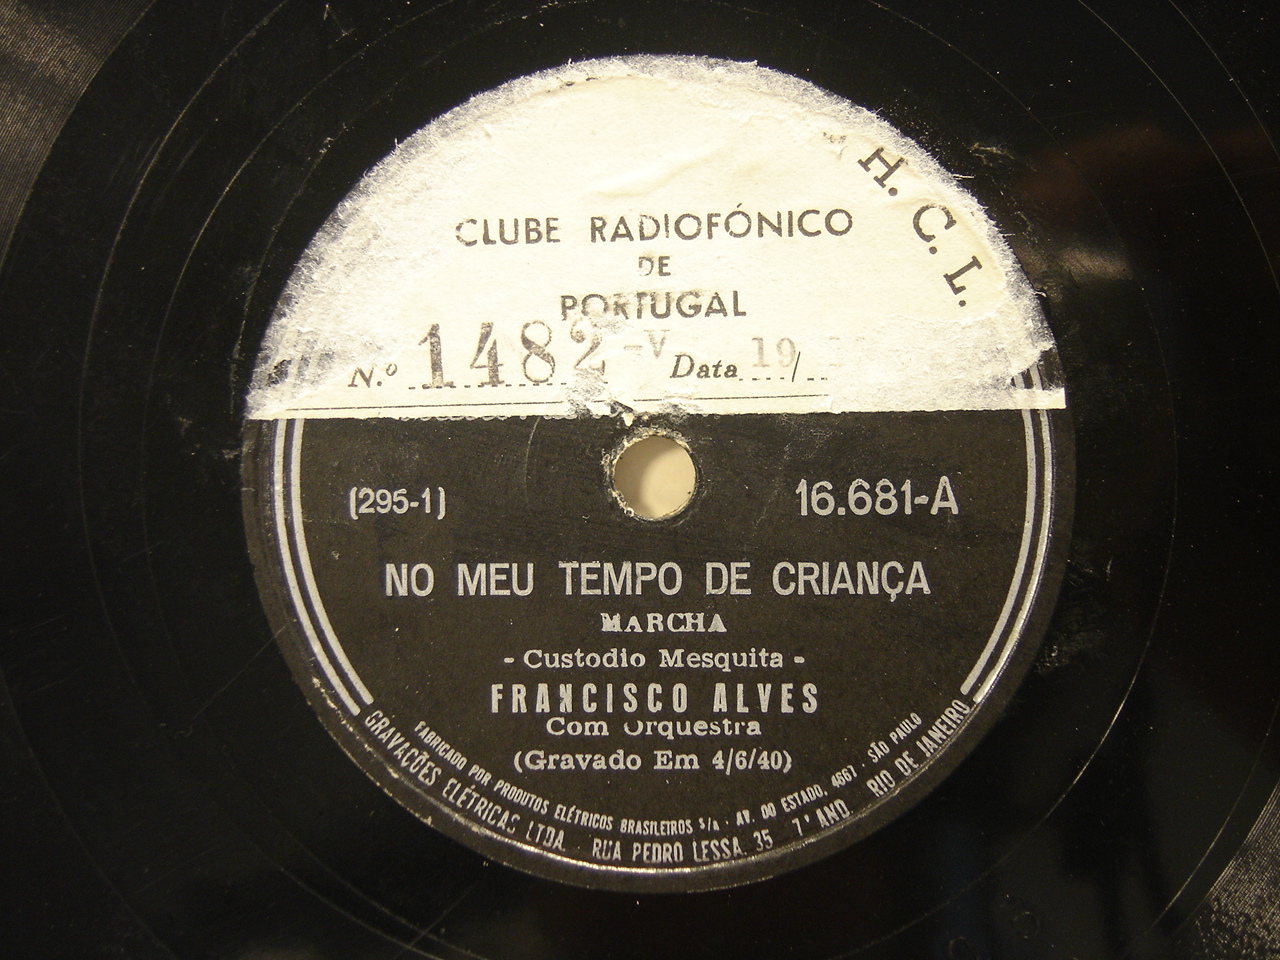 H. C. L.
CLUBE RADIOFÓNICO
DE
PORTUGAL
N.º 1482 -V Data 19/
(295-1)
16.681-A
NO MEU TEMPO DE CRIANÇA
MARCHA
- Custodio Mesquita -
FRANCISCO ALVES
Com Orquestra
(Gravado Em 4/6/40)
FABRICADO POR PRODUTOS ELÉTRICOS BRASILEIROS S/A · AV. DO ESTADO, 4667 · SÃO PAULO
GRAVAÇÕES ELÉTRICAS LTDA. · RUA PEDRO LESSA, 35 7º AND. RIO DE JANEIRO